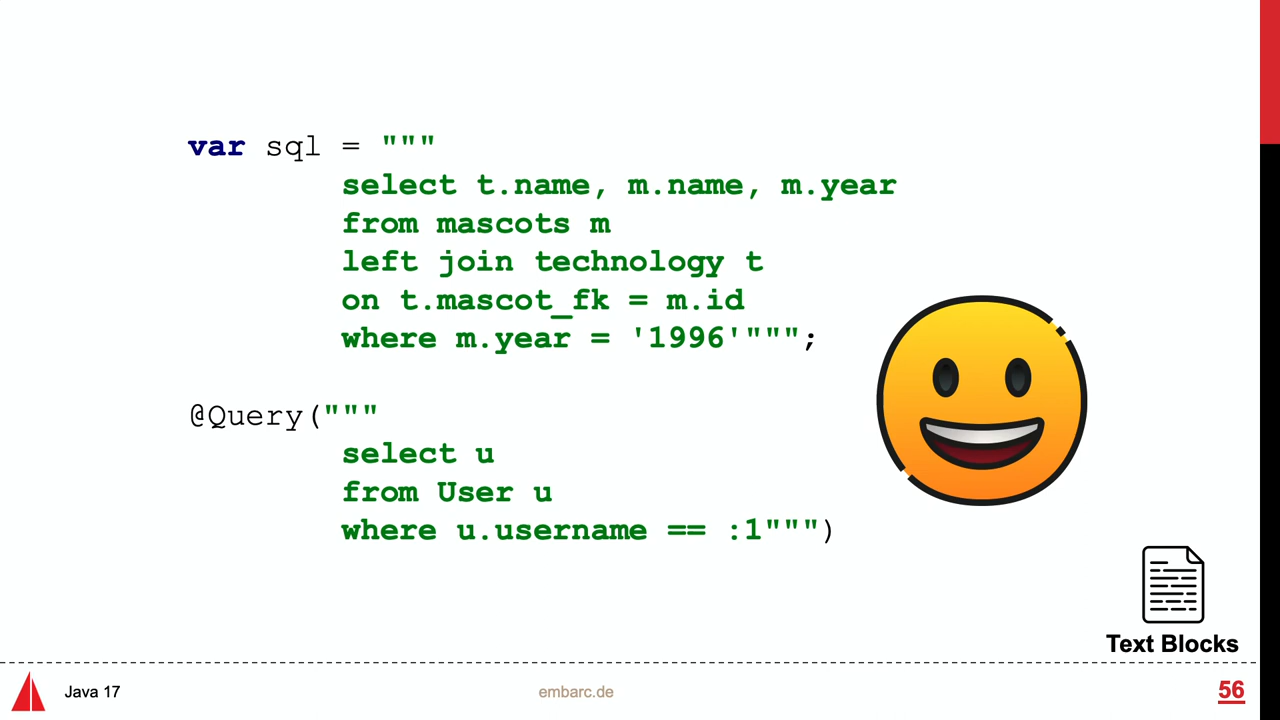 var sql = """
select t.name, m.name, m.year
from mascots m
left join technology t
on t.mascot_fk = m.id
where m.year = '1996'""";
@Query("""
select u
from User u
where u.username == :1""")
Text Blocks
Java 17
embarc.de
56